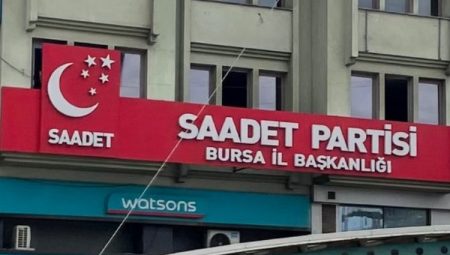 SAADET
SAADET PARTİSİ
BURSA İL BAŞKANLIĞI
watsons